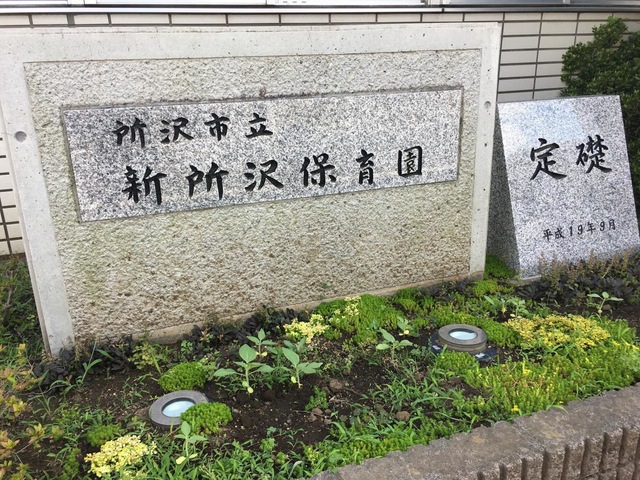 所沢市立
新所沢保育園
定礎
平成19年9月